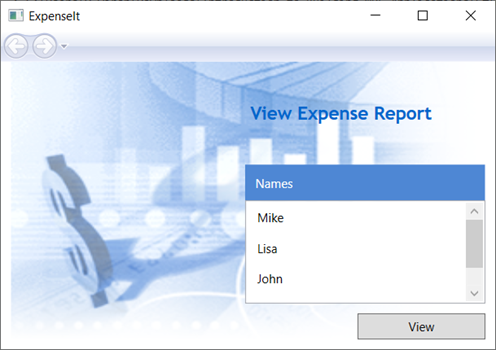 ExpenseIt
View Expense Report
Names
Mike
Lisa
John
View